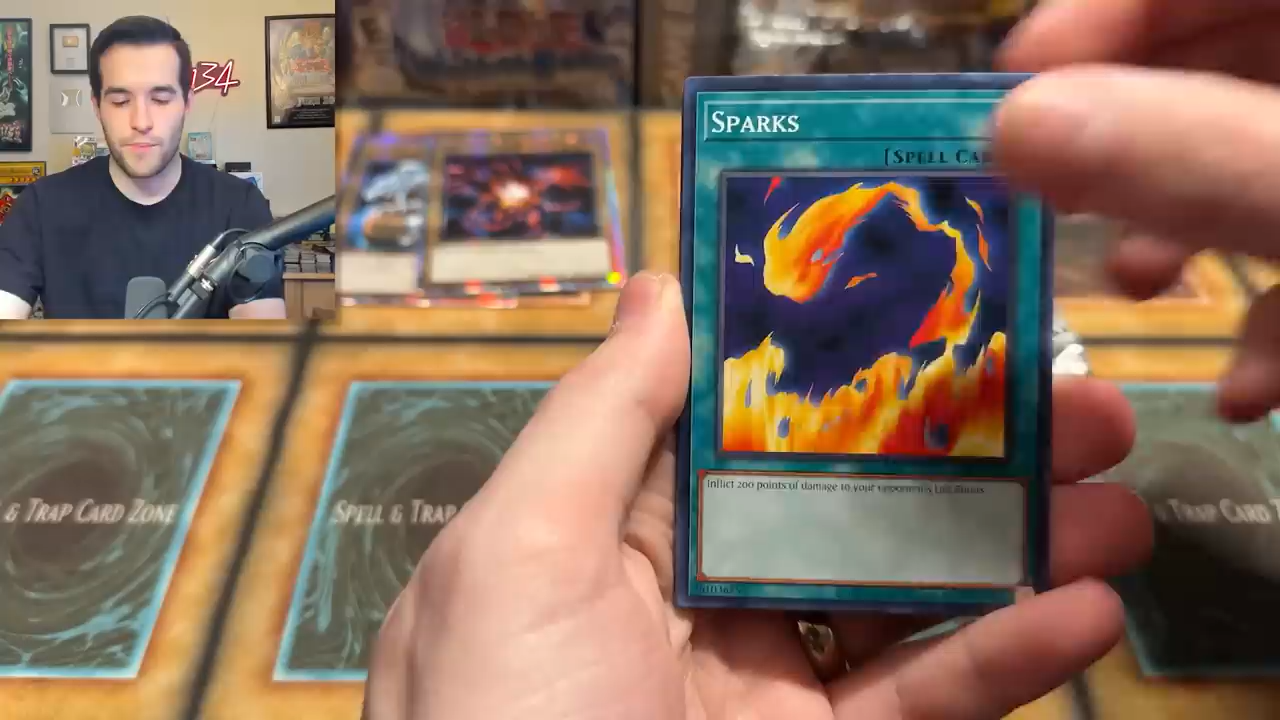 134
SPARKS
[SPELL CAR
Inflict 200 points of damage to your opponent's Life Points.
& TRAP CARD ZONE
SPELL & TRAP
& TRAP CARD